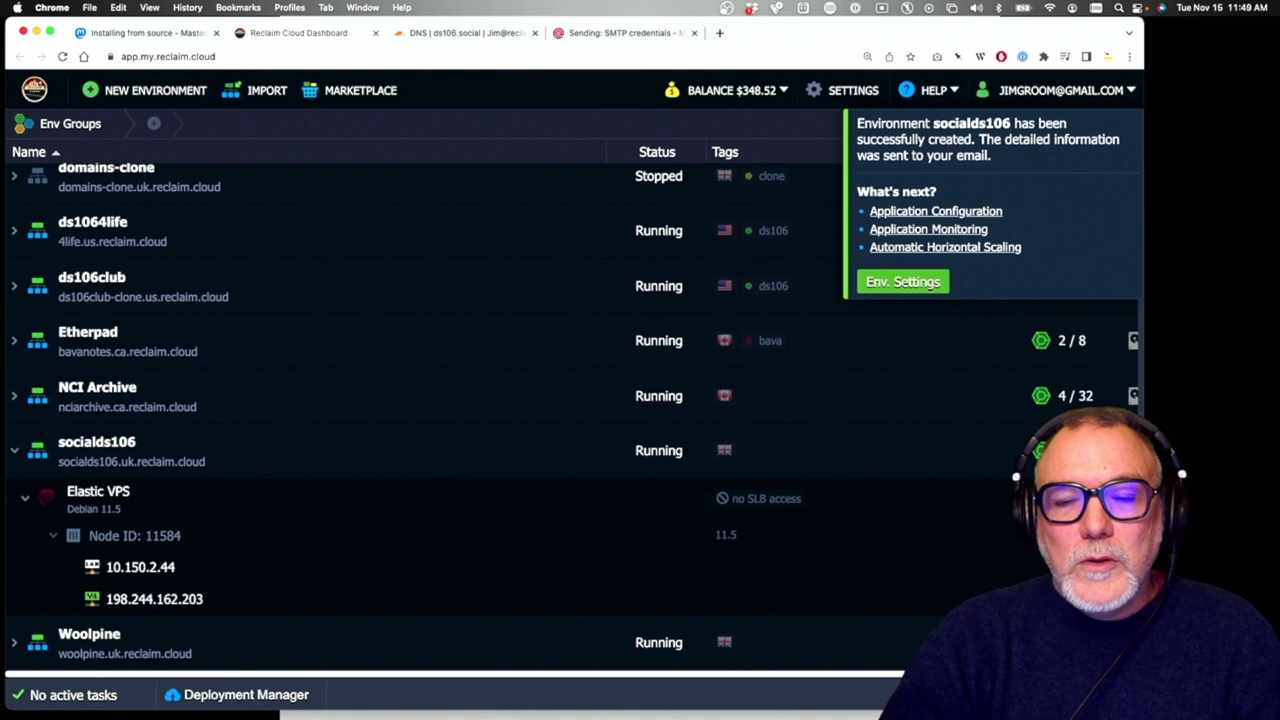 Chrome File Edit View History Bookmarks Profiles Tab Window Help
Tue Nov 15 11:49 AM
Installing from source - Masto
Reclaim Cloud Dashboard
DNS | ds106.social | Jim@recla
Sending: SMTP credentials - M
app.my.reclaim.cloud
NEW ENVIRONMENT
IMPORT
MARKETPLACE
BALANCE $348.52
SETTINGS
HELP
JIMGROOM@GMAIL.COM
Env Groups
Name
Status
Tags
Environment socialds106 has been
successfully created. The detailed information
was sent to your email.
What's next?
Application Configuration
Application Monitoring
Automatic Horizontal Scaling
Env. Settings
domains-clone
domains-clone.uk.reclaim.cloud
Stopped
clone
ds1064life
4life.us.reclaim.cloud
Running
ds106
ds106club
ds106club-clone.us.reclaim.cloud
Running
ds106
Etherpad
bavanotes.ca.reclaim.cloud
Running
bava
2 / 8
NCI Archive
nciarchive.ca.reclaim.cloud
Running
4 / 32
socialds106
socialds106.uk.reclaim.cloud
Running
Elastic VPS
Debian 11.5
no SLB access
Node ID: 11584
11.5
10.150.2.44
V4
198.244.162.203
Woolpine
woolpine.uk.reclaim.cloud
Running
No active tasks
Deployment Manager